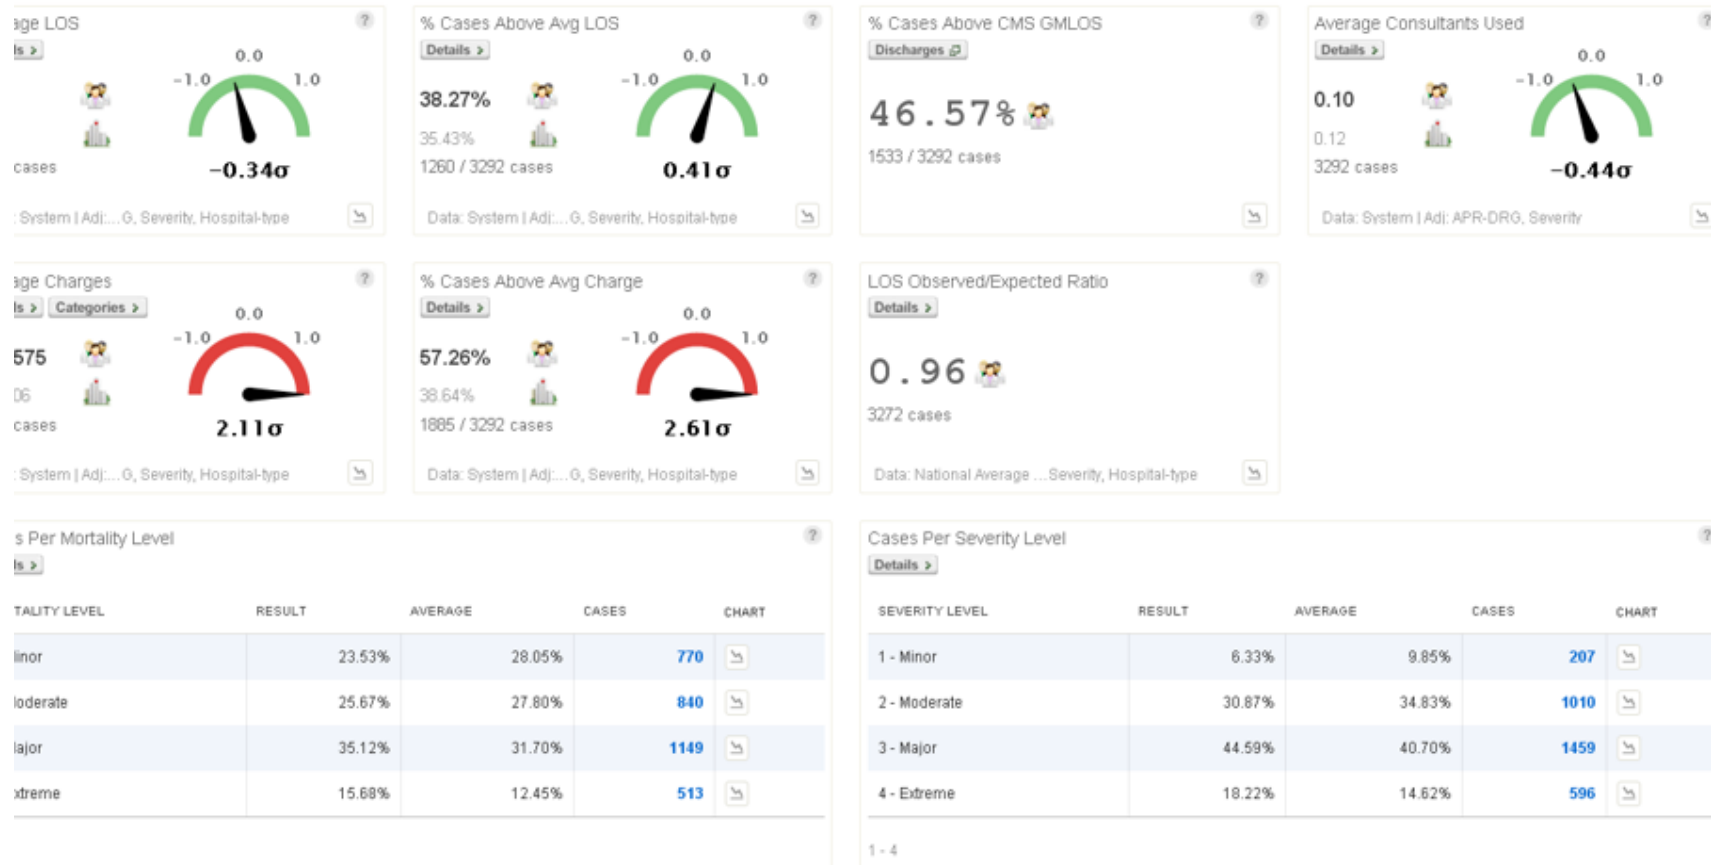 age LOS
ls >
0.0
-1.0 1.0
cases
-0.34σ
: System | Adj:...G, Severity, Hospital-type
% Cases Above Avg LOS
Details >
0.0
-1.0 1.0
38.27%
35.43%
1260 / 3292 cases
0.41σ
Data: System | Adj:...G, Severity, Hospital-type
% Cases Above CMS GMLOS
Discharges
46.57%
1533 / 3292 cases
Average Consultants Used
Details >
0.0
-1.0 1.0
0.10
0.12
3292 cases
-0.44σ
Data: System | Adj: APR-DRG, Severity
age Charges
ls > Categories >
0.0
-1.0 1.0
575
06
cases
2.11σ
: System | Adj:...G, Severity, Hospital-type
% Cases Above Avg Charge
Details >
0.0
-1.0 1.0
57.26%
38.64%
1885 / 3292 cases
2.61σ
Data: System | Adj:...G, Severity, Hospital-type
LOS Observed/Expected Ratio
Details >
0.96
3272 cases
Data: National Average ...Severity, Hospital-type
s Per Mortality Level
ls >
TALITY LEVEL RESULT AVERAGE CASES CHART
inor 23.53% 28.05% 770
loderate 25.67% 27.80% 840
lajor 35.12% 31.70% 1149
xtreme 15.68% 12.45% 513
Cases Per Severity Level
Details >
SEVERITY LEVEL RESULT AVERAGE CASES CHART
1 - Minor 6.33% 9.85% 207
2 - Moderate 30.87% 34.83% 1010
3 - Major 44.59% 40.70% 1459
4 - Extreme 18.22% 14.62% 596
1 - 4